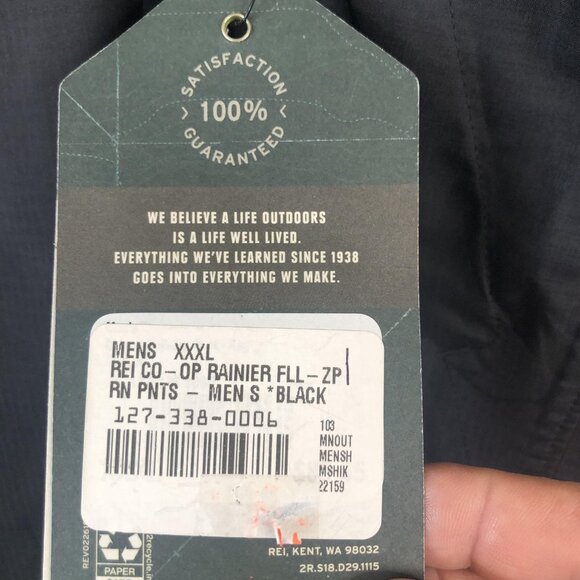 SATISFACTION
100%
GUARANTEED
WE BELIEVE A LIFE OUTDOORS
IS A LIFE WELL LIVED.
EVERYTHING WE'VE LEARNED SINCE 1938
GOES INTO EVERYTHING WE MAKE.
MENS XXXL
REI CO-OP RAINIER FLL-ZP
RN PNTS - MEN S *BLACK
127-338-0006
103
MNOUT
MENSH
MSHIK
22159
REI, KENT, WA 98032
2R.S18.D29.1115
PAPER
2recycle.in